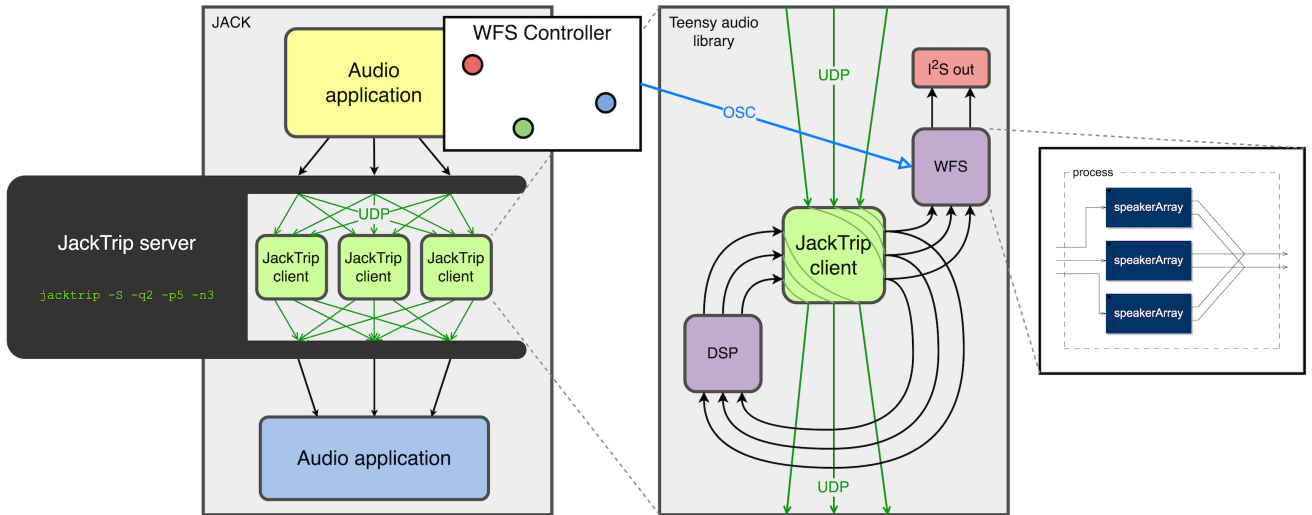 JACK
Audio
application
WFS Controller
JackTrip server
jacktrip -S -q2 -p5 -n3
UDP
JackTrip
client
JackTrip
client
JackTrip
client
Audio application
Teensy audio
library
UDP
OSC
I²S out
WFS
JackTrip
client
DSP
UDP
process
speakerArray
speakerArray
speakerArray